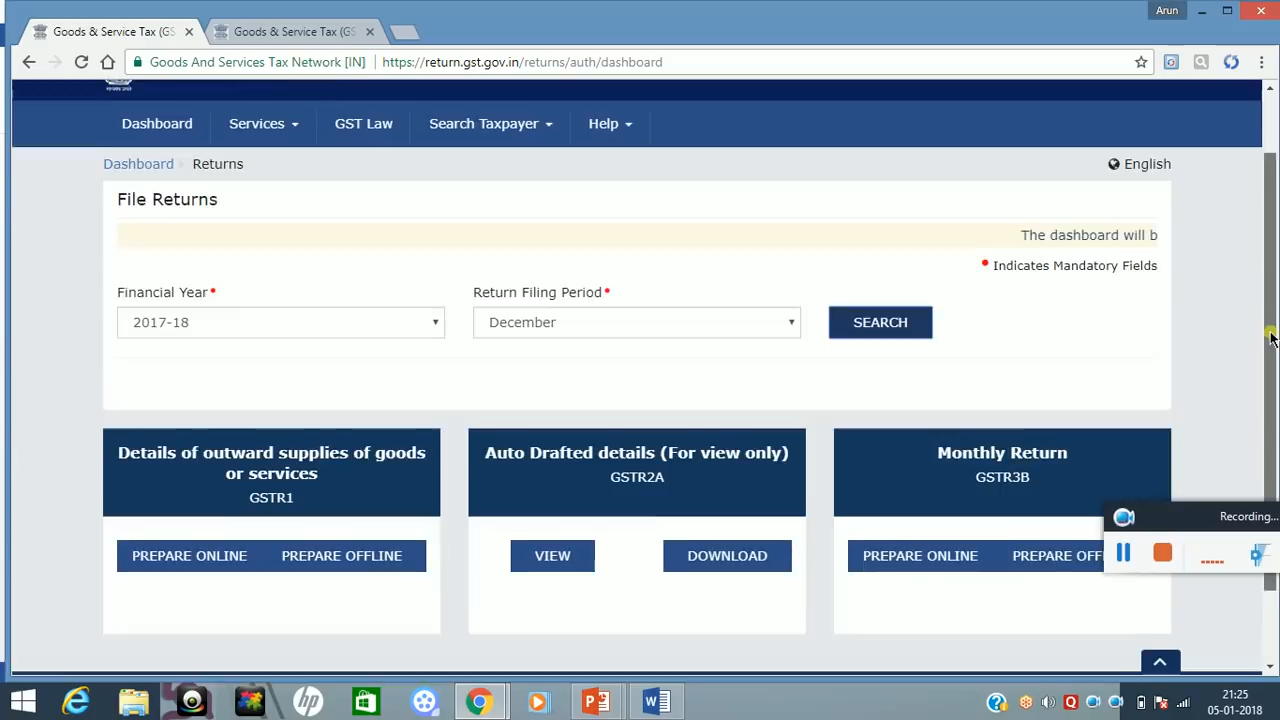 Arun
Goods & Service Tax (GS
Goods & Service Tax (GS
Goods And Services Tax Network [IN]
https://return.gst.gov.in/returns/auth/dashboard
Dashboard
Services
GST Law
Search Taxpayer
Help
Dashboard
Returns
English
File Returns
The dashboard will b
• Indicates Mandatory Fields
Financial Year•
Return Filing Period•
2017-18
December
SEARCH
Details of outward supplies of goods
or services
GSTR1
Auto Drafted details (For view only)
GSTR2A
Monthly Return
GSTR3B
Recording...
PREPARE ONLINE
PREPARE OFFLINE
VIEW
DOWNLOAD
PREPARE ONLINE
PREPARE OFF
21:25
05-01-2018